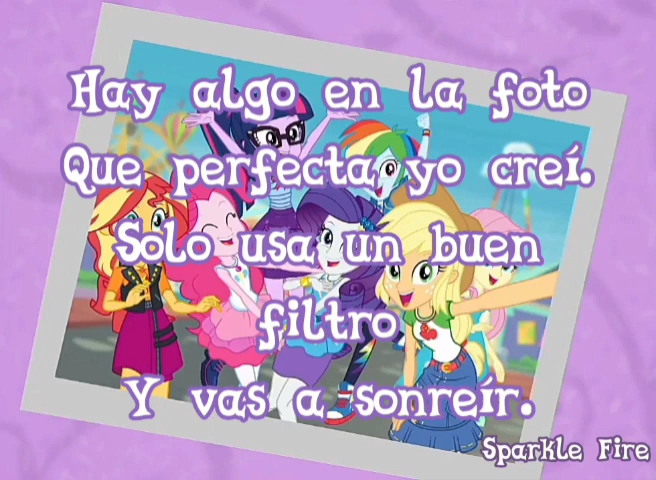 Hay algo en la foto
Que perfecta yo creí.
Solo usa un buen
filtro
Y vas a sonreír.
Sparkle Fire